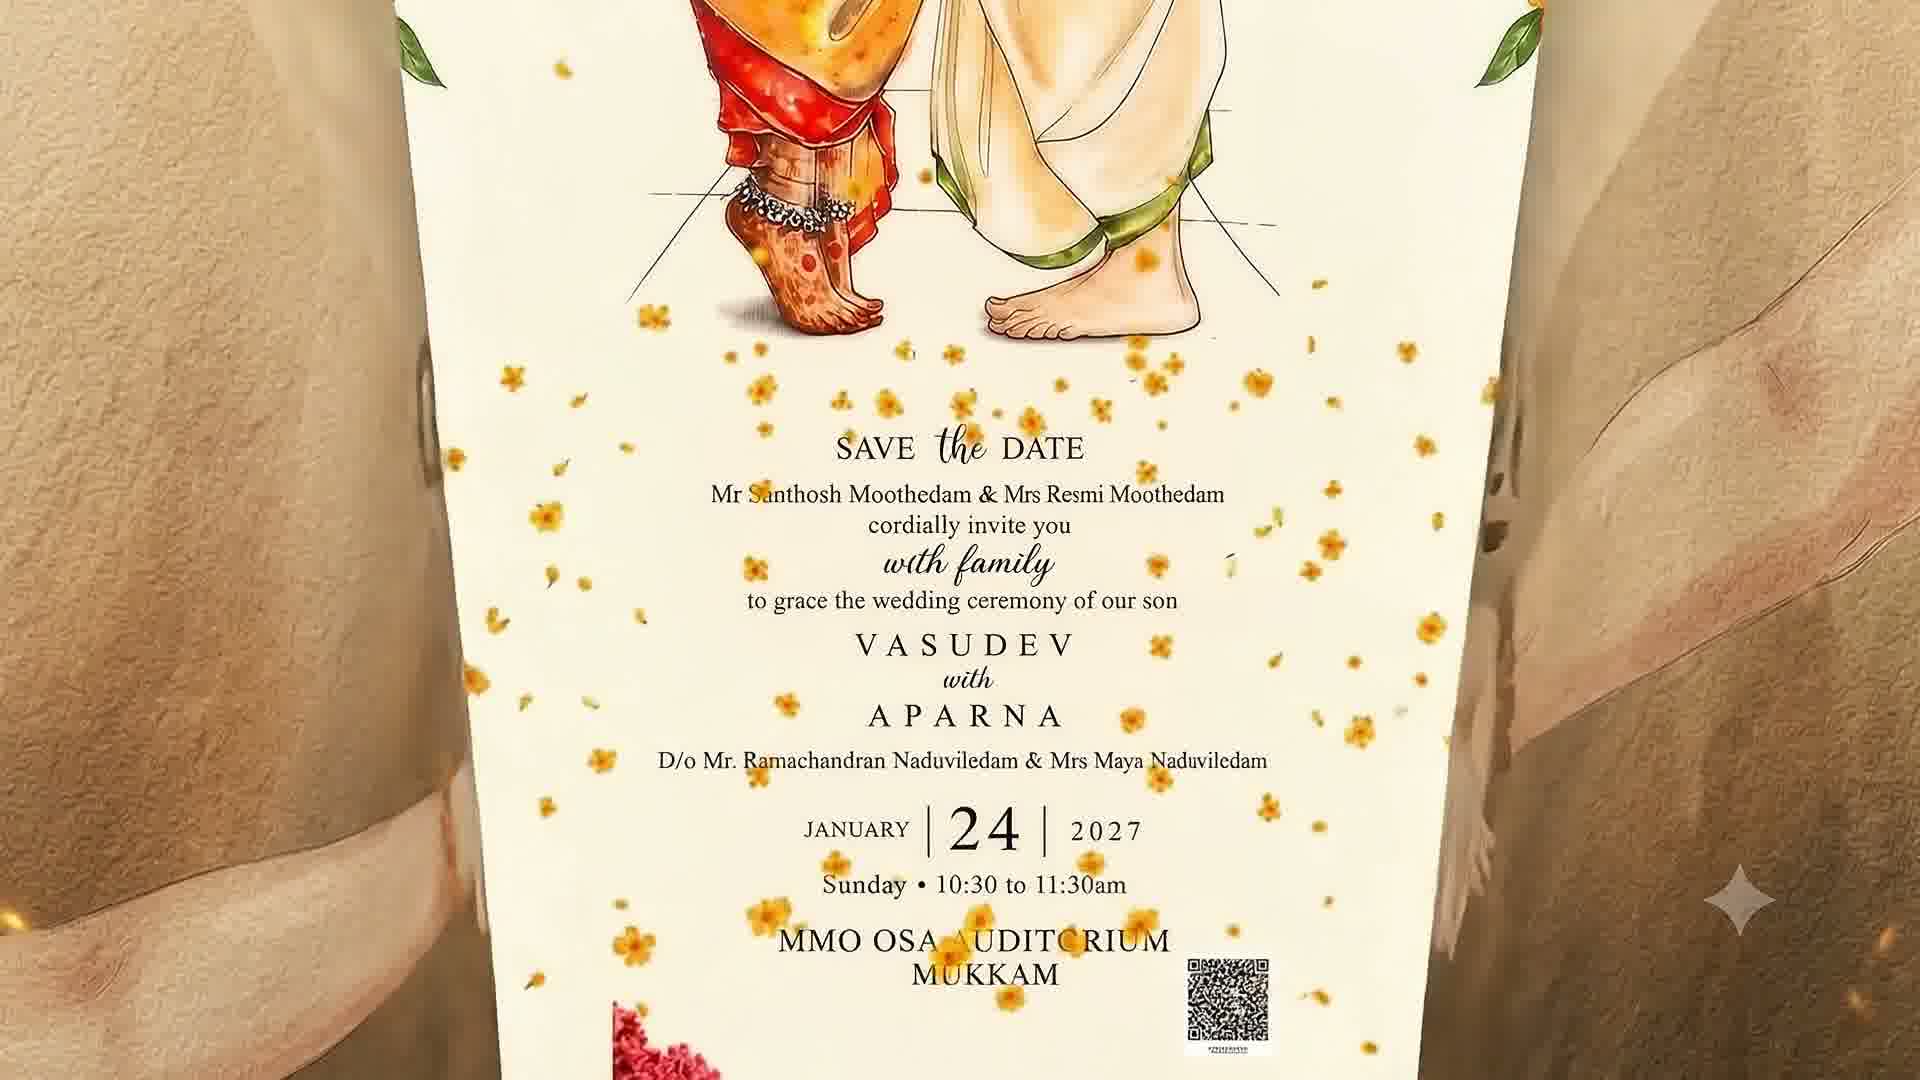 SAVE the DATE
Mr Santhosh Moothedam & Mrs Resmi Moothedam
cordially invite you
with family
to grace the wedding ceremony of our son
VASUDEV
with
APARNA
D/o Mr. Ramachandran Naduviledam & Mrs Maya Naduviledam
JANUARY | 24 | 2027
Sunday • 10:30 to 11:30am
MMO OSA AUDITORIUM
MUKKAM